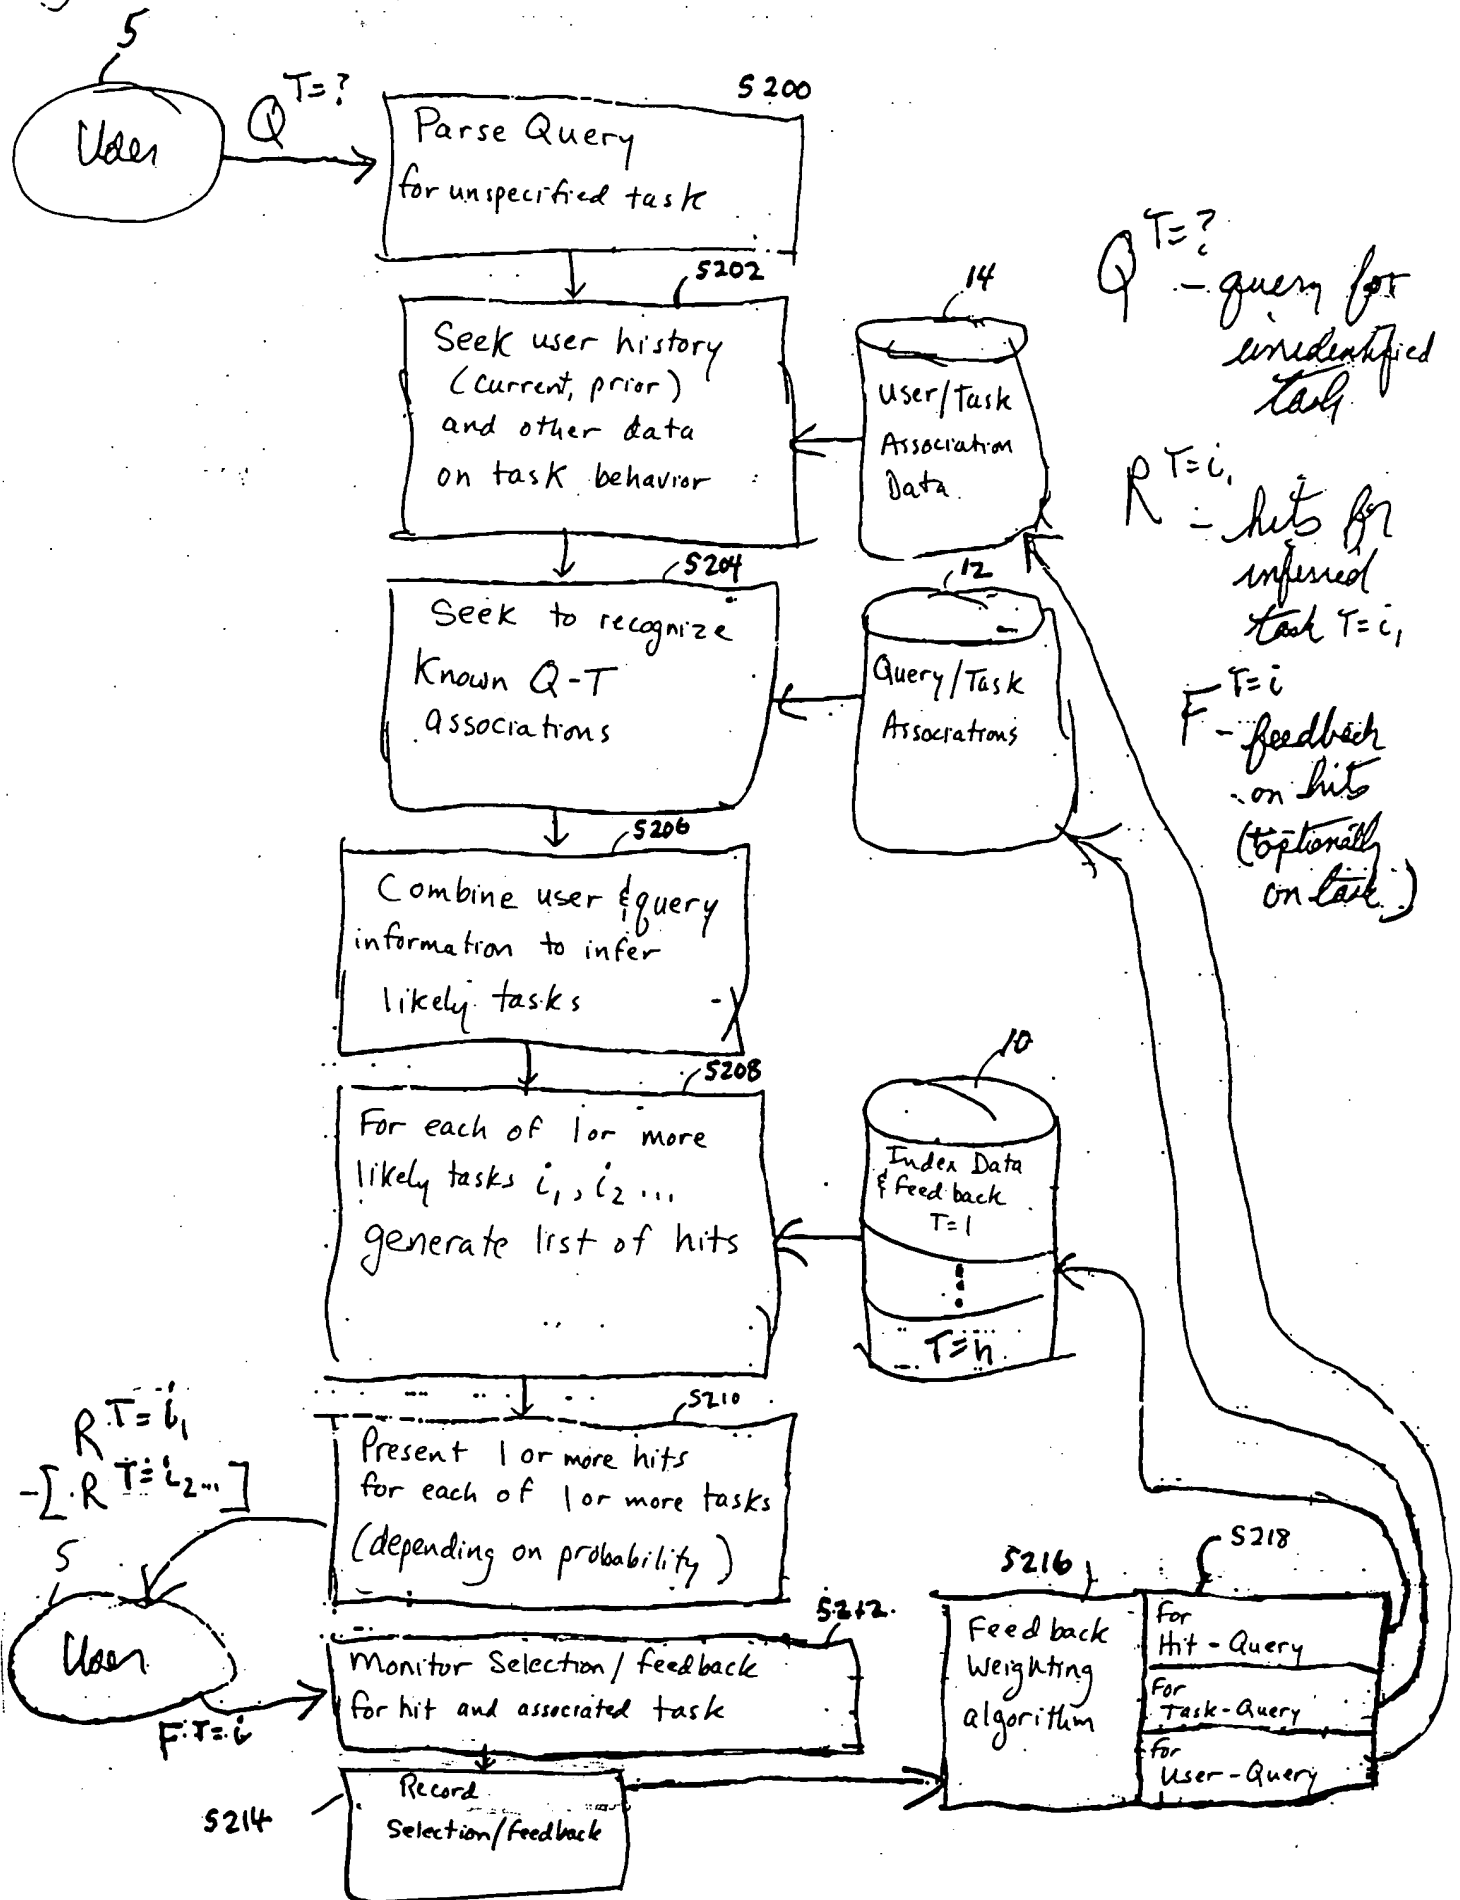 5
User
Q T=?
S200
Parse Query
for unspecified task
S202
Seek user history
(current, prior)
and other data
on task behavior
14
User/Task
Association
Data
Q T=?
- query for
unidentified
task
R T=i₁
- hits for
inferred
task T=i₁
F T=i
- feedback
on hits
(optionally
on task)
S204
Seek to recognize
Known Q-T
associations
12
Query/Task
Associations
S206
Combine user & query
information to infer
likely tasks
S208
For each of 1 or more
likely tasks i₁, i₂ ...
generate list of hits
10
Index Data
& Feedback
T=1
T=n
S210
Present 1 or more hits
for each of 1 or more tasks
(depending on probability)
R T=i₁
-[R T=i₂...]
5
User
F T=i
S212
Monitor Selection/feedback
for hit and associated task
S214
Record
Selection/feedback
S216
Feedback
weighting
algorithm
S218
For
Hit-Query
For
Task-Query
For
User-Query